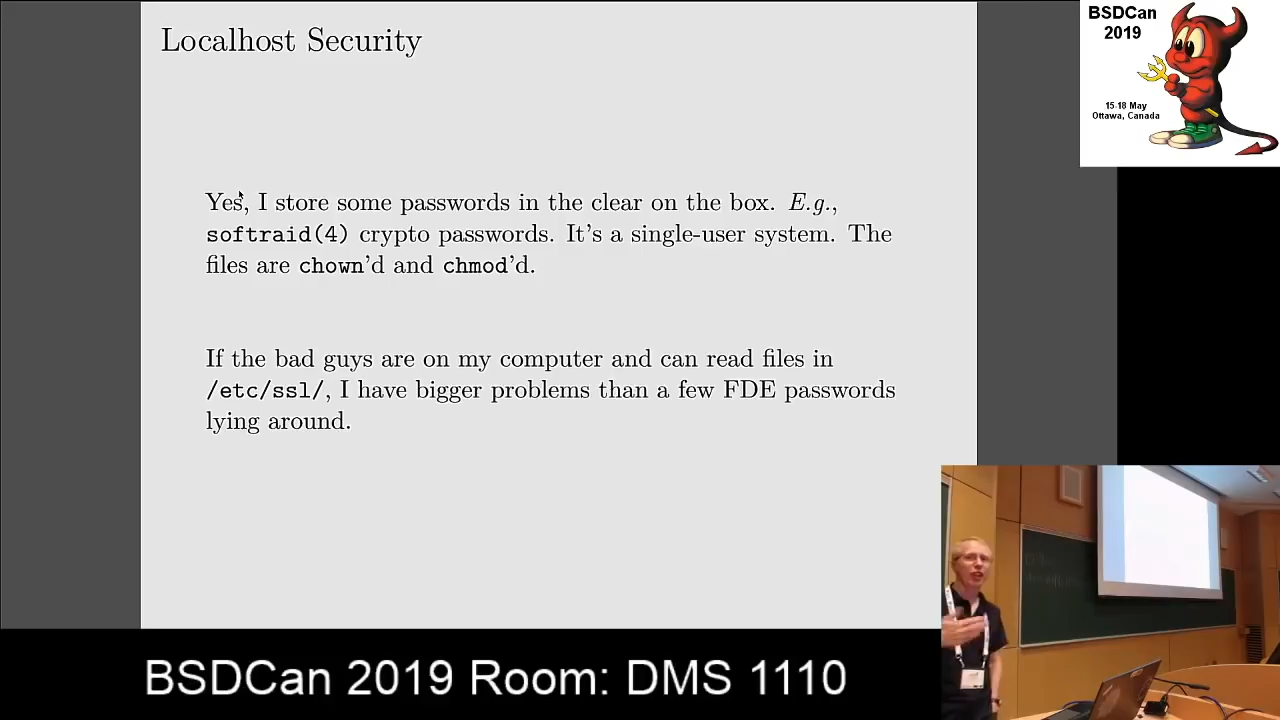 Localhost Security
Yes, I store some passwords in the clear on the box. E.g.,
softraid(4) crypto passwords. It's a single-user system. The
files are chown'd and chmod'd.
If the bad guys are on my computer and can read files in
/etc/ssl/, I have bigger problems than a few FDE passwords
lying around.
BSDCan
2019
15-18 May
Ottawa, Canada
BSDCan 2019 Room: DMS 1110